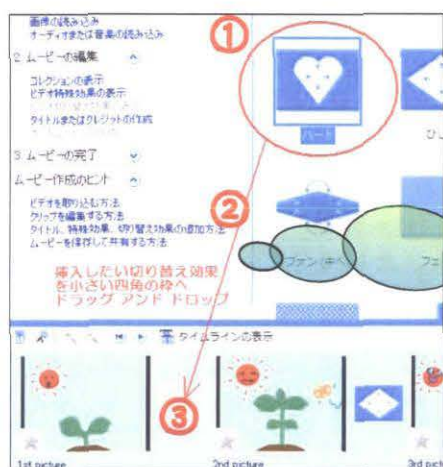 画像の読み込み
オーディオまたは音楽の読み込み
2 ムービーの編集
コレクションの表示
ビデオ特殊効果の表示
タイトルまたはクレジットの作成
3 ムービーの完了
ムービー作成のヒント
ビデオを取り込む方法
クリップを編集する方法
タイトル、特殊効果、切り替え効果の追加方法
ムービーを保存して共有する方法
①
ハート
ひし
②
ファン
フェ
挿入したい切り替え効果
を小さい四角の枠へ
ドラッグ アンド ドロップ
タイムラインの表示
③
1st picture
2nd picture
3rd pictur